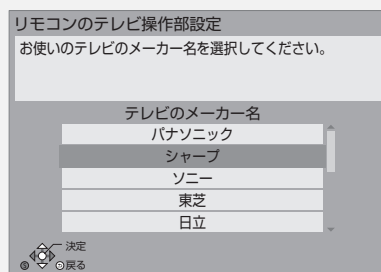 リモコンのテレビ操作部設定
お使いのテレビのメーカー名を選択してください。
テレビのメーカー名
パナソニック
シャープ
ソニー
東芝
日立
決定
S
戻る